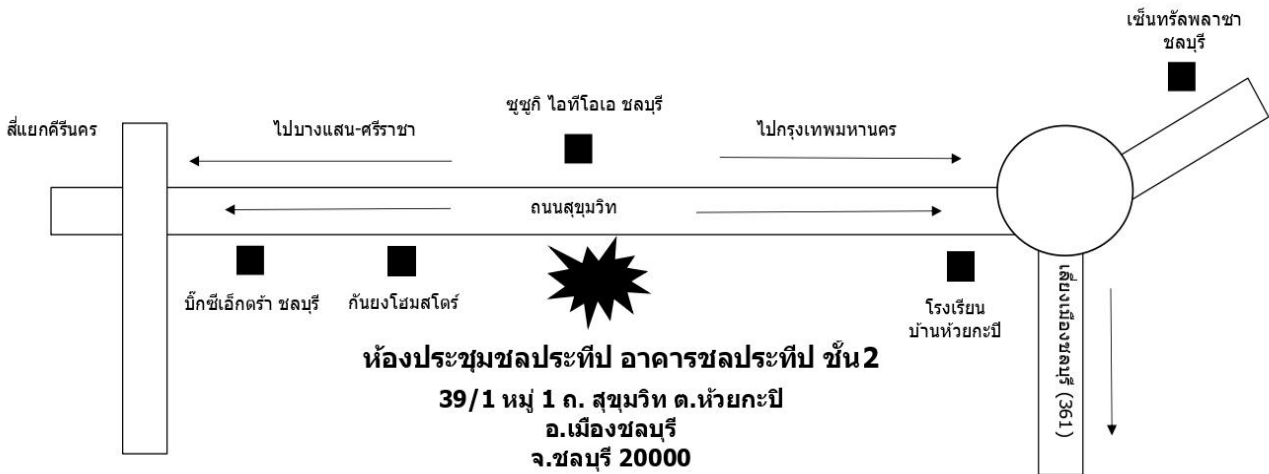 เซ็นทรัลพลาซา
ชลบุรี
ซูซูกิ ไอทีโอเอ ชลบุรี
สี่แยกคีรีนคร
ไปบางแสน-ศรีราชา
ไปกรุงเทพมหานคร
ถนนสุขุมวิท
บิ๊กซีเอ็กตร้า ชลบุรี
กันยงโฮมสโตร์
โรงเรียน
บ้านห้วยกะปิ
เลี่ยงเมืองชลบุรี (361)
ห้องประชุมชลประทีป อาคารชลประทีป ชั้น2
39/1 หมู่ 1 ถ. สุขุมวิท ต.ห้วยกะปิ
อ.เมืองชลบุรี
จ.ชลบุรี 20000